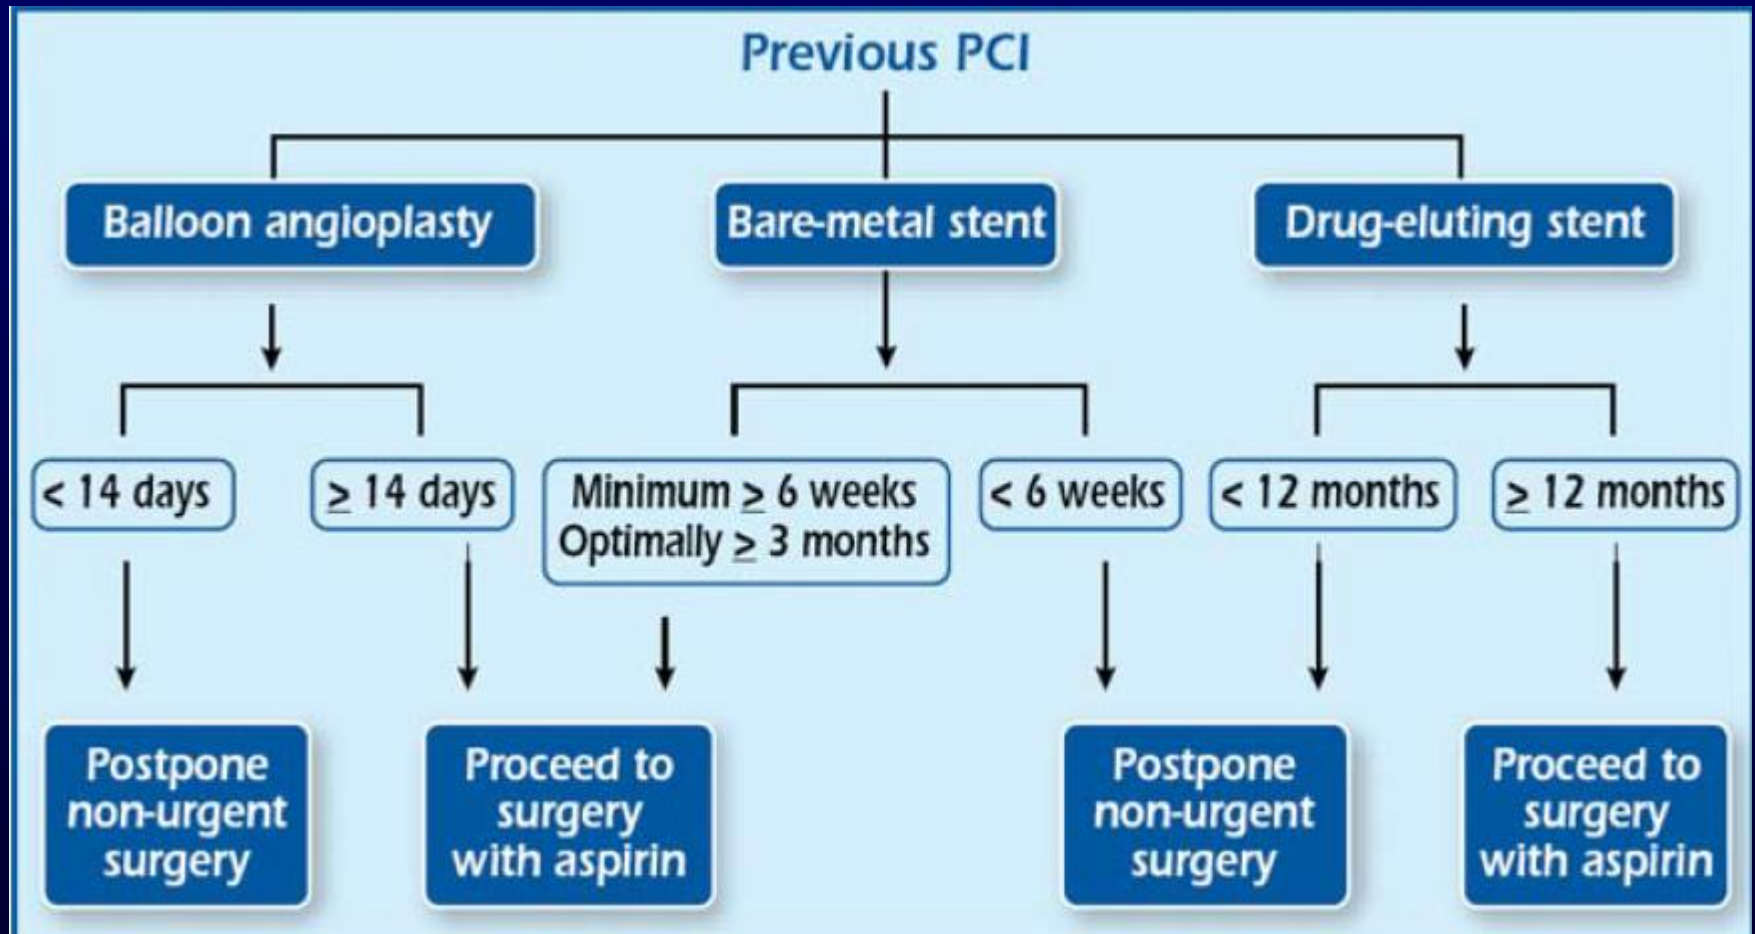 Previous PCI
Balloon angioplasty
Bare-metal stent
Drug-eluting stent
< 14 days
≥ 14 days
Minimum ≥ 6 weeks
Optimally ≥ 3 months
< 6 weeks
< 12 months
≥ 12 months
Postpone
non-urgent
surgery
Proceed to
surgery
with aspirin
Postpone
non-urgent
surgery
Proceed to
surgery
with aspirin